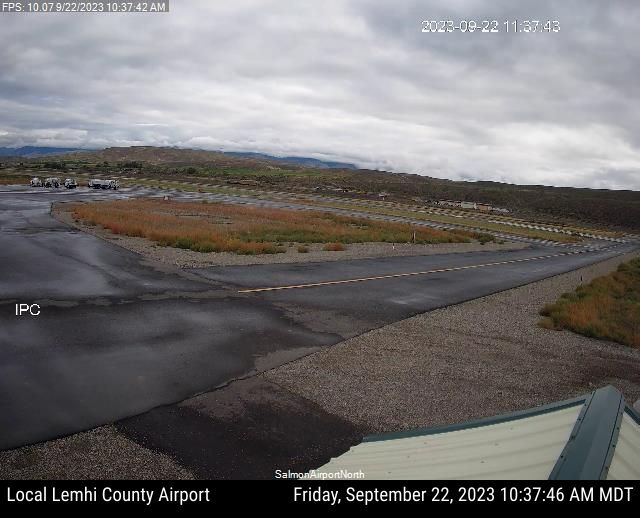 FPS: 10.07 9/22/2023 10:37:42 AM
2023-09-22 11:37:43
IPC
SalmonAirportNorth
Local Lemhi County Airport
Friday, September 22, 2023 10:37:46 AM MDT